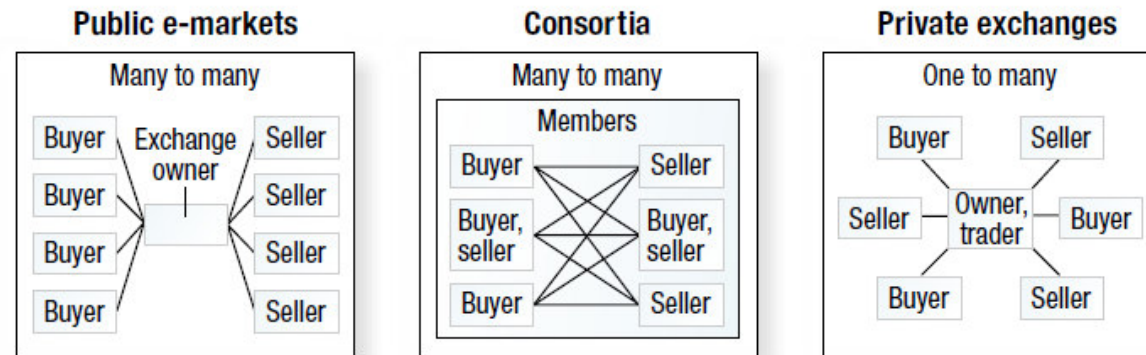 Public e-markets
Many to many
Buyer
Exchange
owner
Seller
Buyer
Seller
Buyer
Seller
Buyer
Seller
Consortia
Many to many
Members
Buyer
Seller
Buyer,
seller
Buyer,
seller
Buyer
Seller
Private exchanges
One to many
Buyer
Seller
Seller
Owner,
trader
Buyer
Buyer
Seller